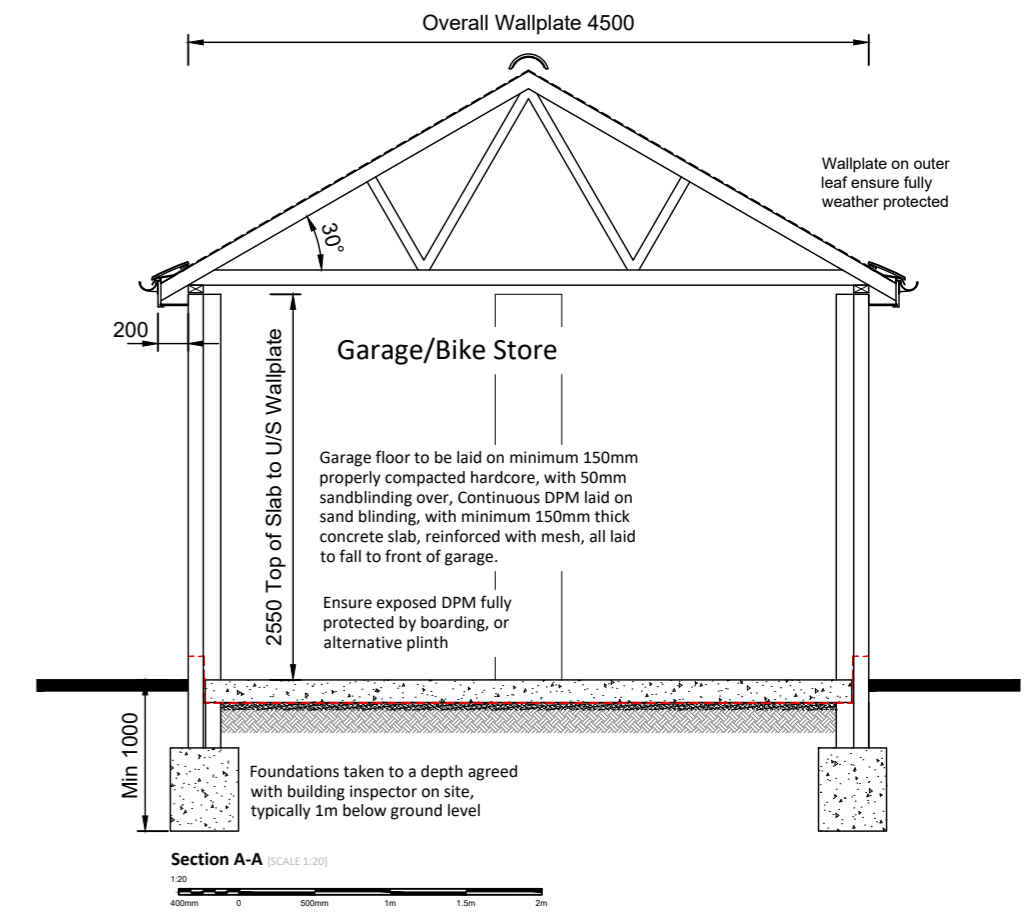 Overall Wallplate 4500
Wallplate on outer
leaf ensure fully
weather protected
30°
200
2550 Top of Slab to U/S Wallplate
Garage/Bike Store
Garage floor to be laid on minimum 150mm
properly compacted hardcore, with 50mm
sandblinding over, Continuous DPM laid on
sand blinding, with minimum 150mm thick
concrete slab, reinforced with mesh, all laid
to fall to front of garage.
Ensure exposed DPM fully
protected by boarding, or
alternative plinth
Min 1000
Foundations taken to a depth agreed
with building inspector on site,
typically 1m below ground level
Section A-A [SCALE 1:20]
1:20
400mm 0 500mm 1m 1.5m 2m